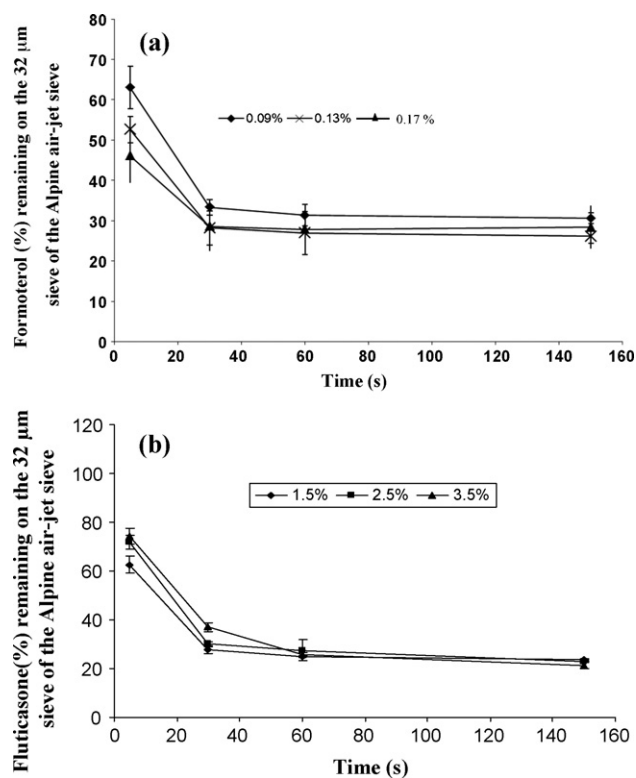 (a)
Formoterol (%) remaining on the 32 µm
sieve of the Alpine air-jet sieve
80
70
60
50
40
30
20
10
0
0.09% 0.13% 0.17 %
0 20 40 60 80 100 120 140 160
Time (s)
(b)
Fluticasone(%) remaining on the 32 µm
sieve of the Alpine air-jet sieve
120
100
80
60
40
20
0
1.5% 2.5% 3.5%
0 20 40 60 80 100 120 140 160
Time (s)